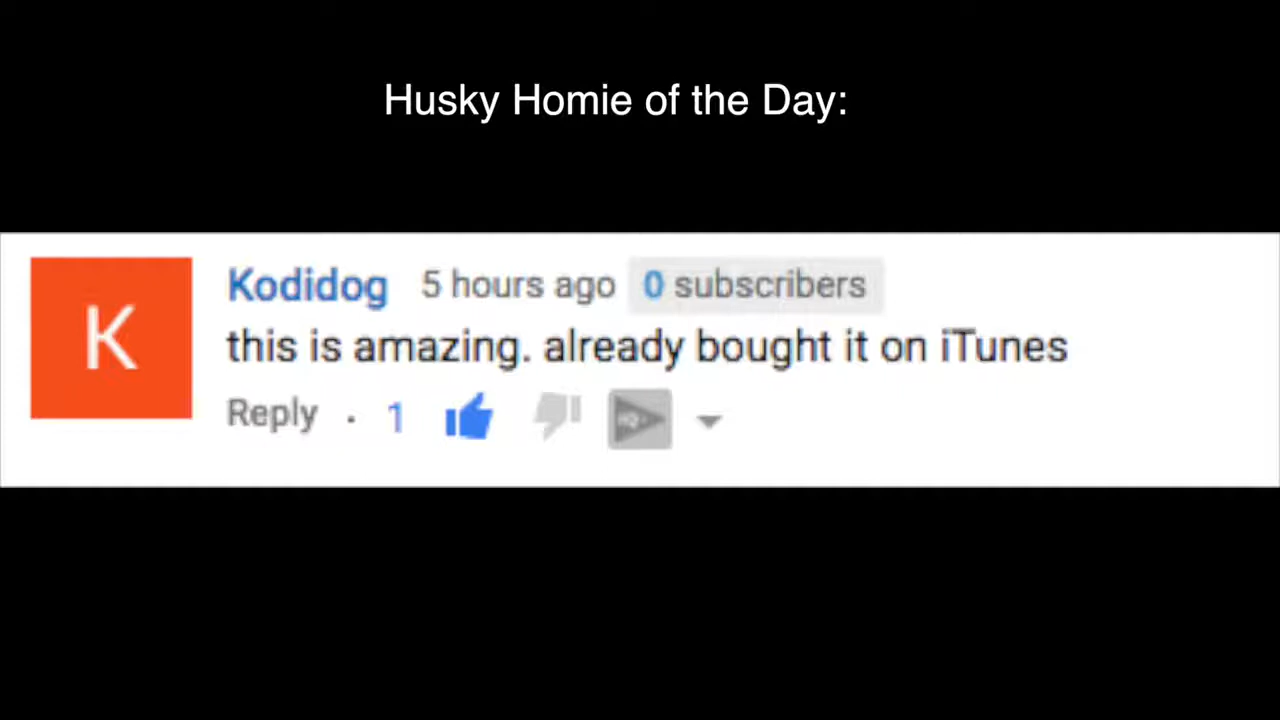 Husky Homie of the Day:
K
Kodidog 5 hours ago 0 subscribers
this is amazing. already bought it on iTunes
Reply · 1